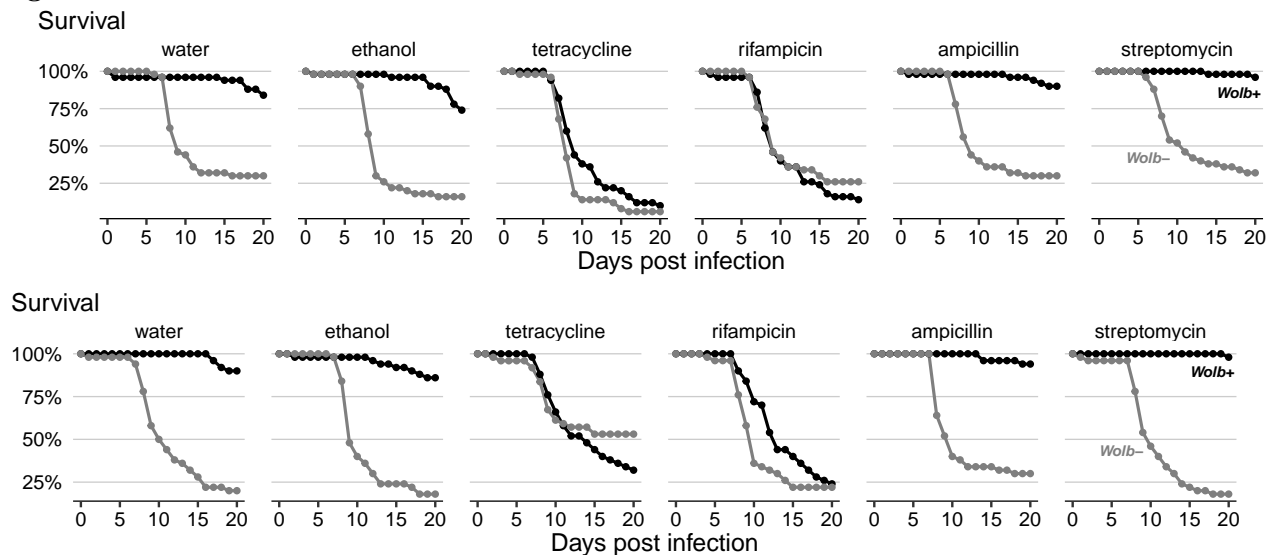 Survival
water ethanol tetracycline rifampicin ampicillin streptomycin
100%
75%
50%
25%
Wolb+
Wolb–
0 5 10 15 20 0 5 10 15 20 0 5 10 15 20 0 5 10 15 20 0 5 10 15 20 0 5 10 15 20
Days post infection
Survival
water ethanol tetracycline rifampicin ampicillin streptomycin
100%
75%
50%
25%
Wolb+
Wolb–
0 5 10 15 20 0 5 10 15 20 0 5 10 15 20 0 5 10 15 20 0 5 10 15 20 0 5 10 15 20
Days post infection